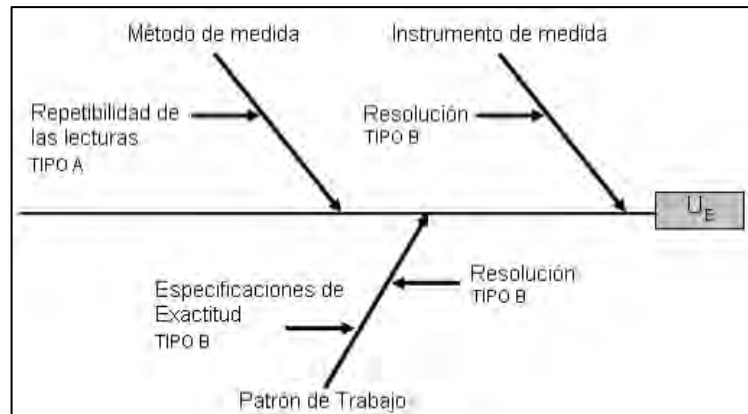 Método de medida
Instrumento de medida
Repetibilidad de
las lecturas
TIPO A
Resolución
TIPO B
U_E
Especificaciones de
Exactitud
TIPO B
Resolución
TIPO B
Patrón de Trabajo